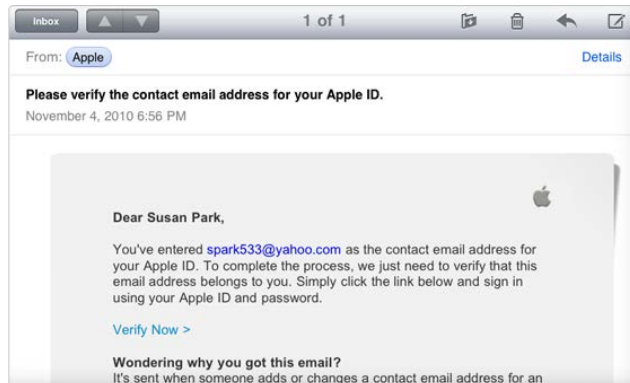 Inbox
1 of 1
From: Apple
Details
Please verify the contact email address for your Apple ID.
November 4, 2010 6:56 PM
Dear Susan Park,
You've entered spark533@yahoo.com as the contact email address for
your Apple ID. To complete the process, we just need to verify that this
email address belongs to you. Simply click the link below and sign in
using your Apple ID and password.
Verify Now >
Wondering why you got this email?
It's sent when someone adds or changes a contact email address for an